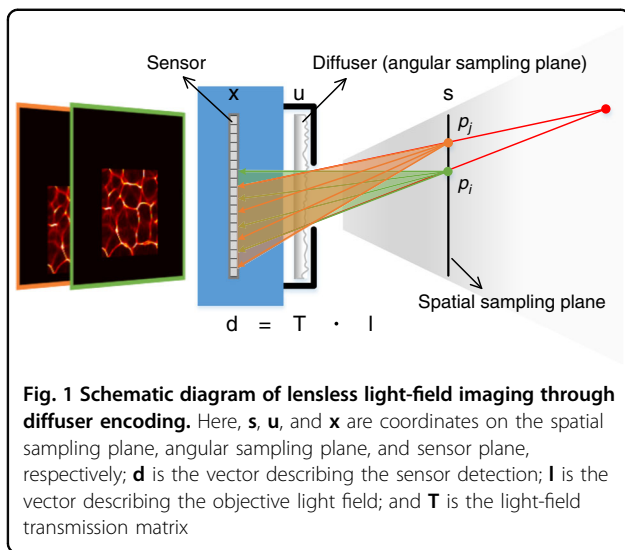 Sensor
Diffuser (angular sampling plane)
x
u
s
pj
pi
Spatial sampling plane
d = T · l
Fig. 1 Schematic diagram of lensless light-field imaging through
diffuser encoding. Here, s, u, and x are coordinates on the spatial
sampling plane, angular sampling plane, and sensor plane,
respectively; d is the vector describing the sensor detection; l is the
vector describing the objective light field; and T is the light-field
transmission matrix